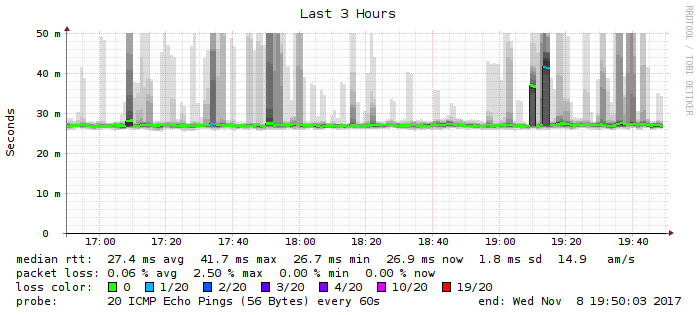 Last 3 Hours
RRDTOOL / TOBI OETIKER
Seconds
50 m
40 m
30 m
20 m
10 m
0
17:00 17:20 17:40 18:00 18:20 18:40 19:00 19:20 19:40
median rtt: 27.4 ms avg 41.7 ms max 26.7 ms min 26.9 ms now 1.8 ms sd 14.9 am/s
packet loss: 0.06 % avg 2.50 % max 0.00 % min 0.00 % now
loss color: 0 1/20 2/20 3/20 4/20 10/20 19/20
probe: 20 ICMP Echo Pings (56 Bytes) every 60s end: Wed Nov 8 19:50:03 2017